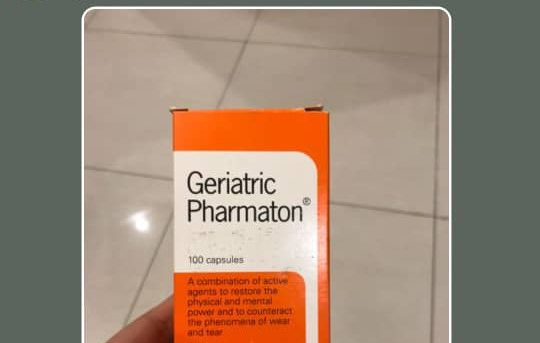 Geriatric
Pharmaton®
100 capsules
A combination of active
agents to restore the
physical and mental
power and to counteract
the phenomena of wear
and tear